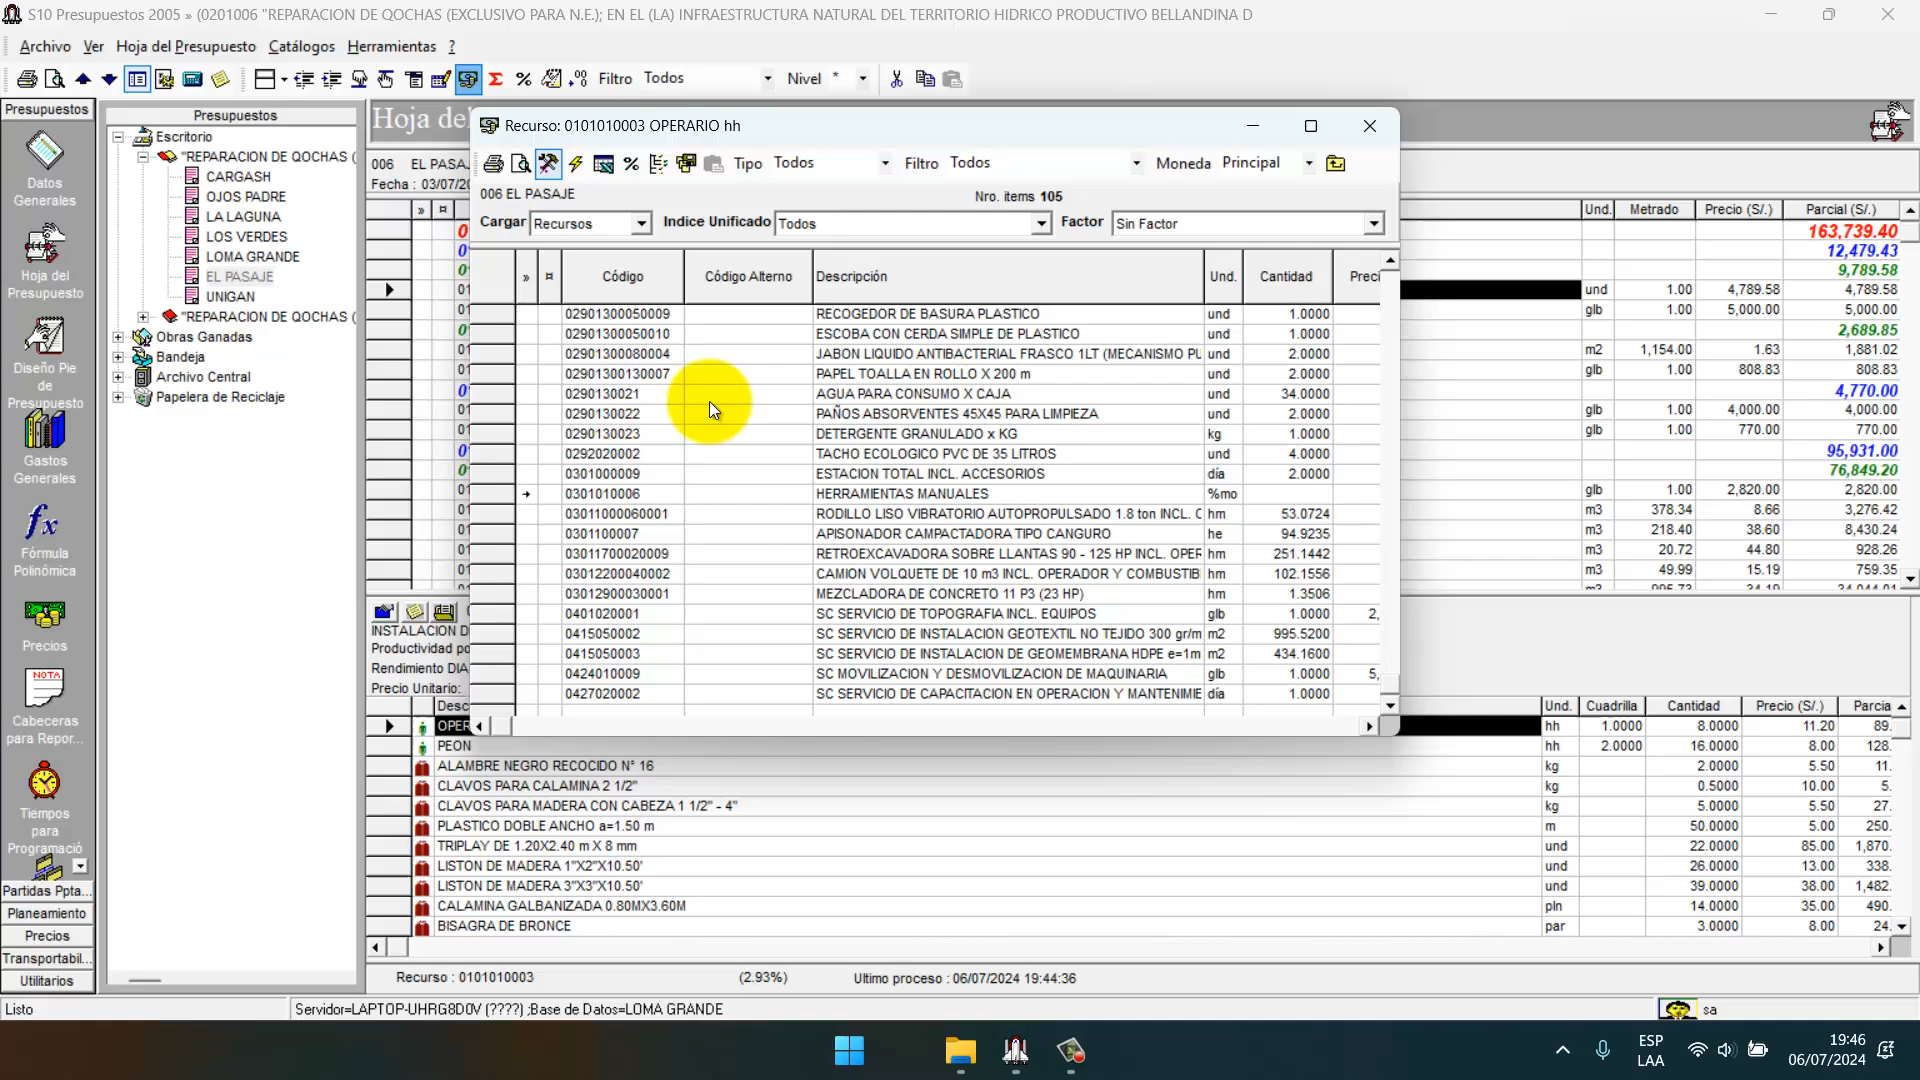 S10 Presupuestos 2005 » (0201006 "REPARACION DE QOCHAS (EXCLUSIVO PARA N.E.); EN EL (LA) INFRAESTRUCTURA NATURAL DEL TERRITORIO HIDRICO PRODUCTIVO BELLANDINA D
Archivo Ver Hoja del Presupuesto Catálogos Herramientas ?
Filtro Todos Nivel *
Presupuestos
Datos Generales
Hoja del Presupuesto
Diseño Pie de Presupuesto
Gastos Generales
Fórmula Polinómica
Precios
NOTA
Cabeceras para Repor...
Tiempos para Programació
Partidas Ppta...
Planeamiento
Precios
Transportabil...
Utilitarios
Presupuestos
Escritorio
"REPARACION DE QOCHAS (
CARGASH
OJOS PADRE
LA LAGUNA
LOS VERDES
LOMA GRANDE
EL PASAJE
UNIGAN
"REPARACION DE QOCHAS (
Obras Ganadas
Bandeja
Archivo Central
Papelera de Reciclaje
Hoja del
006 EL PASAJ
Fecha : 03/07/20
Recurso: 0101010003 OPERARIO hh
Tipo Todos Filtro Todos Moneda Principal
006 EL PASAJE Nro. items 105
Cargar Recursos Indice Unificado Todos Factor Sin Factor
» ¤ Código Código Alterno Descripción Und. Cantidad Preci
02901300050009 RECOGEDOR DE BASURA PLASTICO und 1.0000
02901300050010 ESCOBA CON CERDA SIMPLE DE PLASTICO und 1.0000
02901300080004 JABON LIQUIDO ANTIBACTERIAL FRASCO 1LT (MECANISMO PU und 2.0000
02901300130007 PAPEL TOALLA EN ROLLO X 200 m und 2.0000
0290130021 AGUA PARA CONSUMO X CAJA und 34.0000
0290130022 PAÑOS ABSORVENTES 45X45 PARA LIMPIEZA und 2.0000
0290130023 DETERGENTE GRANULADO x KG kg 1.0000
0292020002 TACHO ECOLOGICO PVC DE 35 LITROS und 4.0000
0301000009 ESTACION TOTAL INCL. ACCESORIOS día 2.0000
0301010006 HERRAMIENTAS MANUALES %mo
03011000060001 RODILLO LISO VIBRATORIO AUTOPROPULSADO 1.8 ton INCL. C hm 53.0724
0301100007 APISONADOR CAMPACTADORA TIPO CANGURO he 94.9235
03011700020009 RETROEXCAVADORA SOBRE LLANTAS 90 - 125 HP INCL. OPER hm 251.1442
03012200040002 CAMION VOLQUETE DE 10 m3 INCL. OPERADOR Y COMBUSTIB hm 102.1556
03012900030001 MEZCLADORA DE CONCRETO 11 P3 (23 HP) hm 1.3506
0401020001 SC SERVICIO DE TOPOGRAFIA INCL. EQUIPOS glb 1.0000 2,
0415050002 SC SERVICIO DE INSTALACION GEOTEXTIL NO TEJIDO 300 gr/m m2 995.5200
0415050003 SC SERVICIO DE INSTALACION DE GEOMEMBRANA HDPE e=1m m2 434.1600
0424010009 SC MOVILIZACION Y DESMOVILIZACION DE MAQUINARIA glb 1.0000 5,
0427020002 SC SERVICIO DE CAPACITACION EN OPERACION Y MANTENIMIE día 1.0000
Und. Metrado Precio (S/.) Parcial (S/.)
163,739.40
12,479.43
9,789.58
und 1.00 4,789.58 4,789.58
glb 1.00 5,000.00 5,000.00
2,689.85
m2 1,154.00 1.63 1,881.02
glb 1.00 808.83 808.83
4,770.00
glb 1.00 4,000.00 4,000.00
glb 1.00 770.00 770.00
95,931.00
76,849.20
glb 1.00 2,820.00 2,820.00
m3 378.34 8.66 3,276.42
m3 218.40 38.60 8,430.24
m3 20.72 44.80 928.26
m3 49.99 15.19 759.35
INSTALACION D
Productividad po
Rendimiento DIA
Precio Unitario:
Desc Und. Cuadrilla Cantidad Precio (S/.) Parcia
OPER hh 1.0000 8.0000 11.20 89.
PEON hh 2.0000 16.0000 8.00 128.
ALAMBRE NEGRO RECOCIDO N° 16 kg 2.0000 5.50 11.
CLAVOS PARA CALAMINA 2 1/2" kg 0.5000 10.00 5.
CLAVOS PARA MADERA CON CABEZA 1 1/2" - 4" kg 5.0000 5.50 27.
PLASTICO DOBLE ANCHO a=1.50 m m 50.0000 5.00 250.
TRIPLAY DE 1.20X2.40 m X 8 mm und 22.0000 85.00 1,870.
LISTON DE MADERA 1"X2"X10.50' und 26.0000 13.00 338.
LISTON DE MADERA 3"X3"X10.50' und 39.0000 38.00 1,482.
CALAMINA GALBANIZADA 0.80MX3.60M pln 14.0000 35.00 490.
BISAGRA DE BRONCE par 3.0000 8.00 24.
Recurso : 0101010003 (2.93%) Ultimo proceso : 06/07/2024 19:44:36
Listo Servidor=LAPTOP-UHRG8D0V (????) ;Base de Datos=LOMA GRANDE sa
ESP
LAA
19:46
06/07/2024